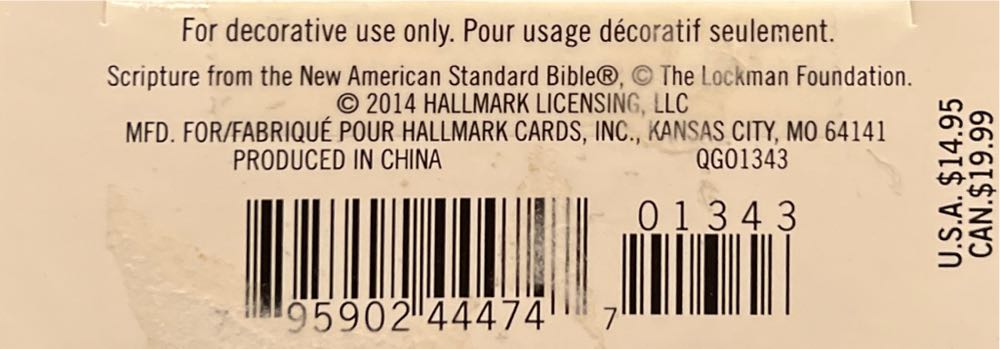 For decorative use only. Pour usage décoratif seulement.
Scripture from the New American Standard Bible®, © The Lockman Foundation.
© 2014 HALLMARK LICENSING, LLC
MFD. FOR/FABRIQUÉ POUR HALLMARK CARDS, INC., KANSAS CITY, MO 64141
PRODUCED IN CHINA QGO1343
U.S.A. $14.95
CAN.$19.99
01343
95902 44474 7